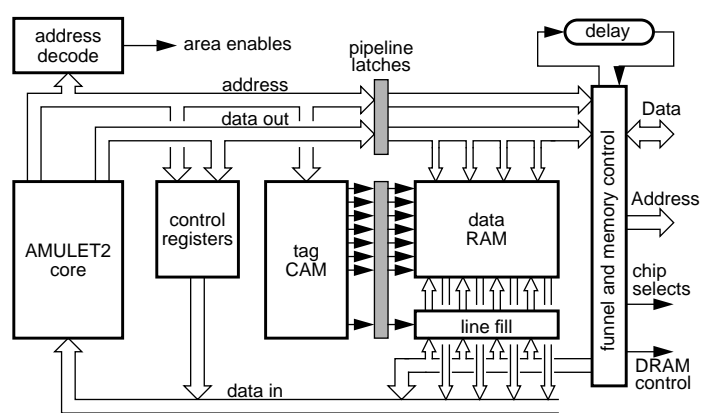 address
decode
area enables
pipeline
latches
delay
address
data out
Data
AMULET2
core
control
registers
tag
CAM
data
RAM
funnel and memory control
Address
chip
selects
line fill
DRAM
control
data in